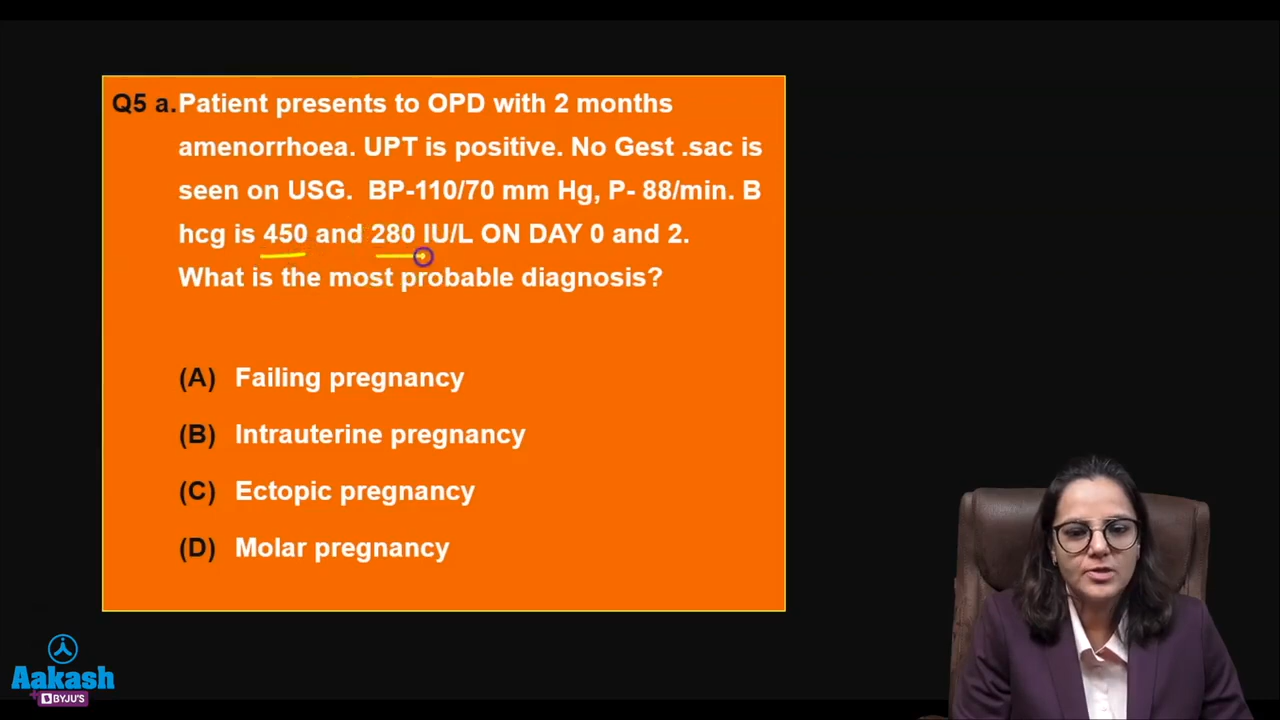 Q5 a. Patient presents to OPD with 2 months
amenorrhoea. UPT is positive. No Gest .sac is
seen on USG. BP-110/70 mm Hg, P- 88/min. B
hcg is 450 and 280 IU/L ON DAY 0 and 2.
What is the most probable diagnosis?
(A) Failing pregnancy
(B) Intrauterine pregnancy
(C) Ectopic pregnancy
(D) Molar pregnancy
Aakash
+ BYJU'S